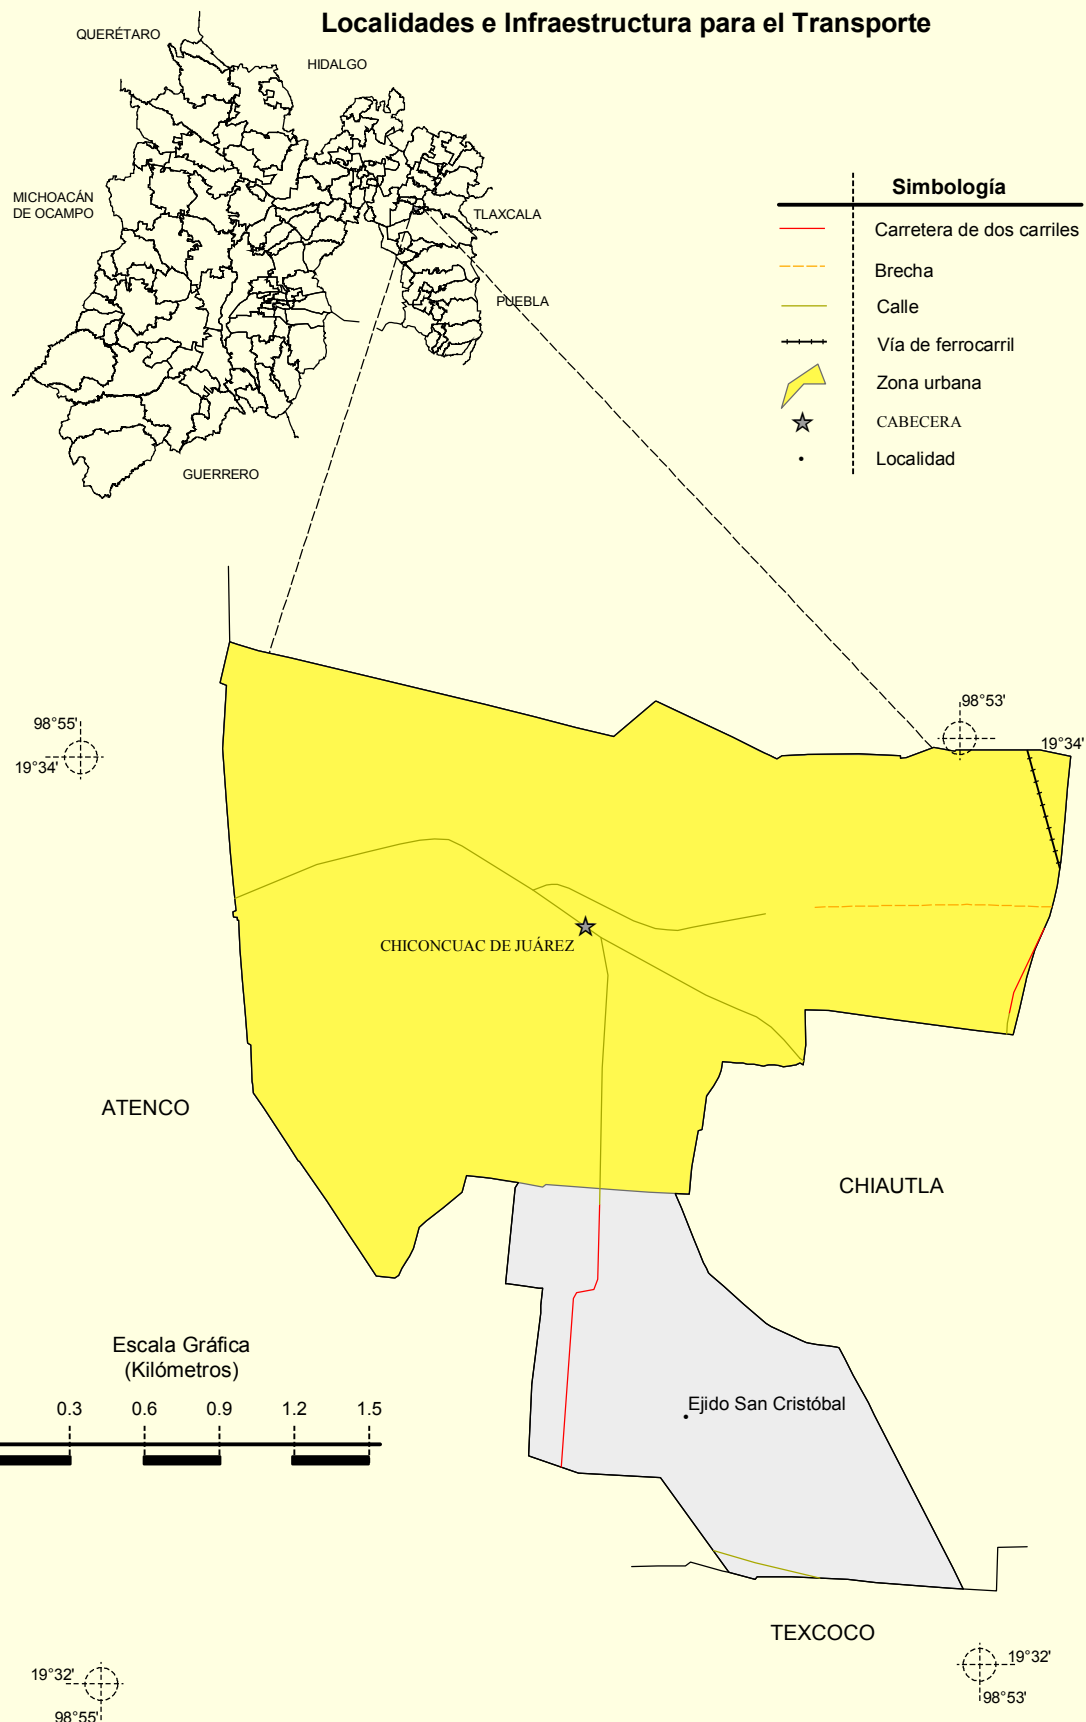 Localidades e Infraestructura para el Transporte
QUERÉTARO
HIDALGO
MICHOACÁN
DE OCAMPO
TLAXCALA
PUEBLA
GUERRERO
Simbología
Carretera de dos carriles
Brecha
Calle
Vía de ferrocarril
Zona urbana
CABECERA
Localidad
98°55'
19°34'
98°53'
19°34'
CHICONCUAC DE JUÁREZ
ATENCO
CHIAUTLA
Escala Gráfica
(Kilómetros)
0.3 0.6 0.9 1.2 1.5
Ejido San Cristóbal
TEXCOCO
19°32'
98°55'
19°32'
98°53'